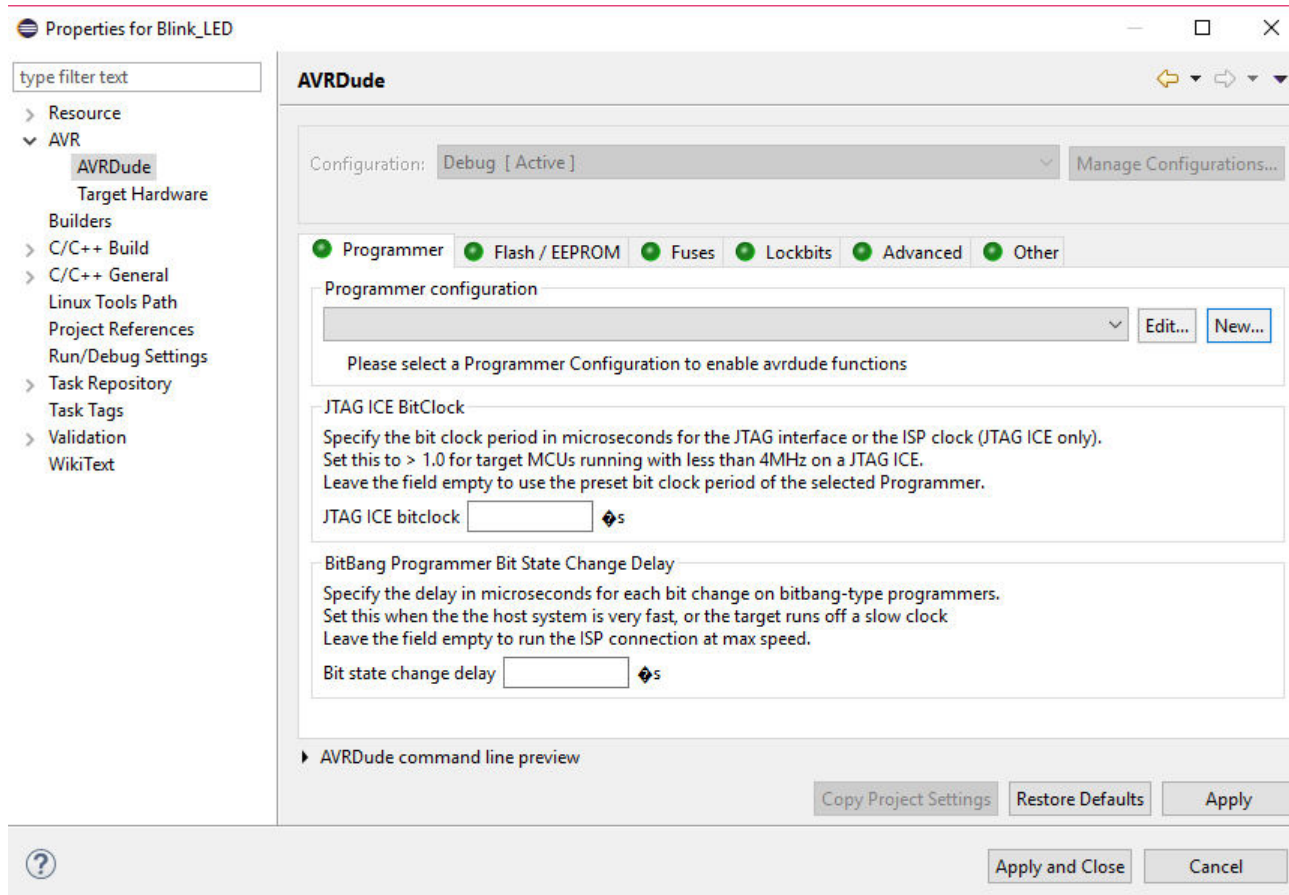 Properties for Blink_LED
type filter text
Resource
AVR
AVRDude
Target Hardware
Builders
C/C++ Build
C/C++ General
Linux Tools Path
Project References
Run/Debug Settings
Task Repository
Task Tags
Validation
WikiText
AVRDude
Configuration: Debug [ Active ] Manage Configurations...
Programmer Flash / EEPROM Fuses Lockbits Advanced Other
Programmer configuration
Edit... New...
Please select a Programmer Configuration to enable avrdude functions
JTAG ICE BitClock
Specify the bit clock period in microseconds for the JTAG interface or the ISP clock (JTAG ICE only).
Set this to > 1.0 for target MCUs running with less than 4MHz on a JTAG ICE.
Leave the field empty to use the preset bit clock period of the selected Programmer.
JTAG ICE bitclock �s
BitBang Programmer Bit State Change Delay
Specify the delay in microseconds for each bit change on bitbang-type programmers.
Set this when the the host system is very fast, or the target runs off a slow clock
Leave the field empty to run the ISP connection at max speed.
Bit state change delay �s
AVRDude command line preview
Copy Project Settings Restore Defaults Apply
? Apply and Close Cancel